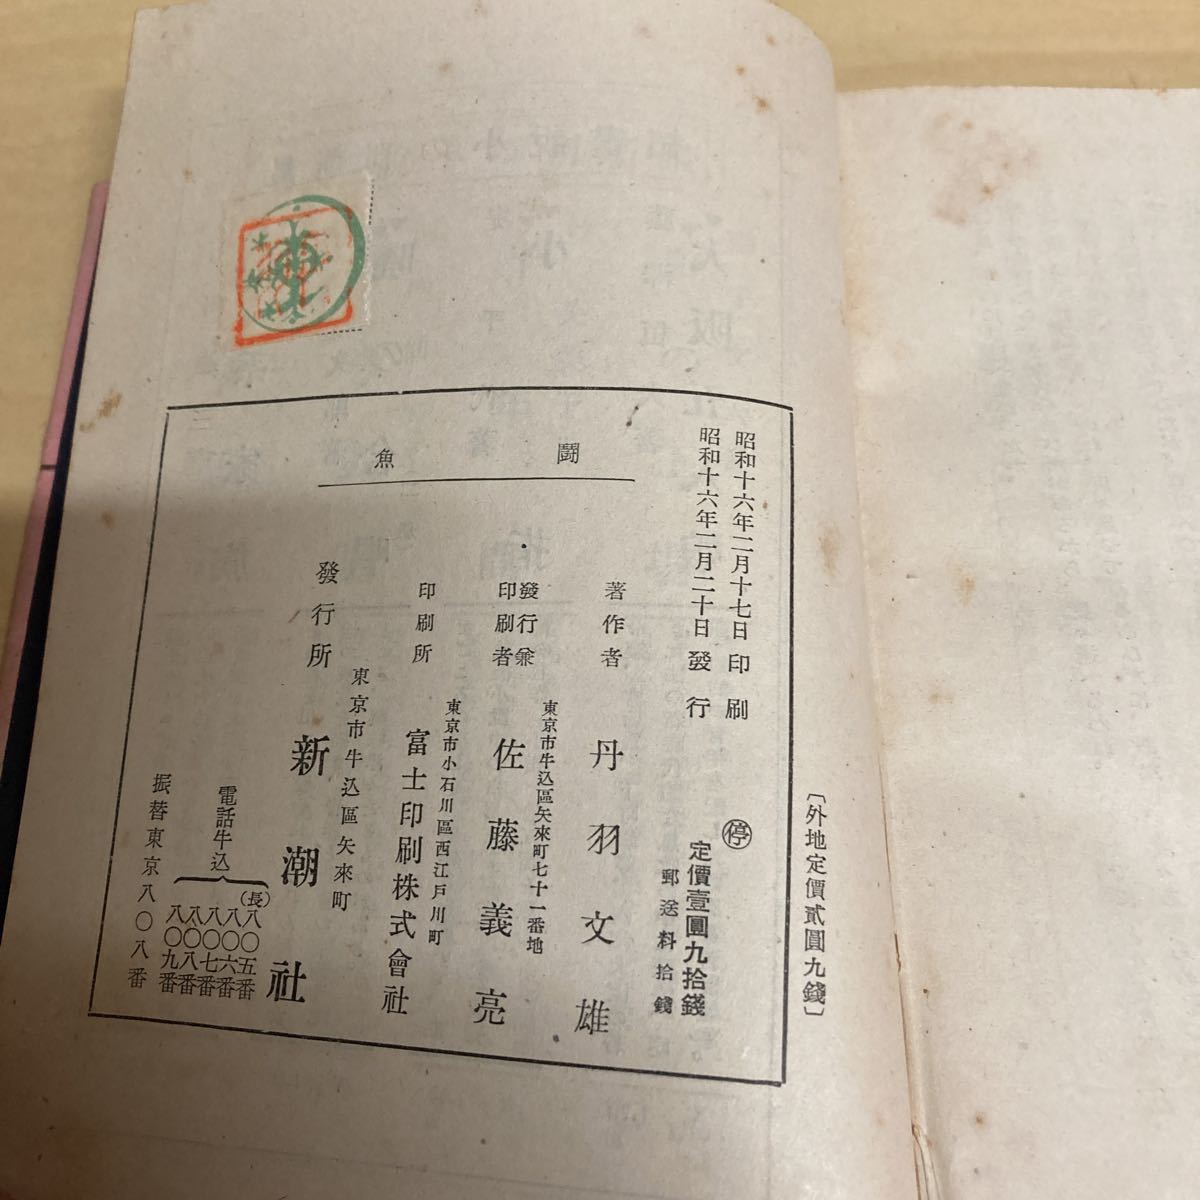 〔外地定價貳圓九錢〕
昭和十六年二月十七日印刷
昭和十六年二月二十日發行
㊡定價壹圓九拾錢
郵送料拾錢
鬪魚
著作者 丹羽文雄
東京市牛込區矢來町七十一番地
發行兼印刷者 佐藤義亮
東京市小石川區西江戸川町
印刷所 富士印刷株式會社
東京市牛込區矢來町
發行所 新潮社
電話牛込
(長)八〇五番
八〇六番
八〇七番
八〇八番
八〇九番
振替東京八〇八番